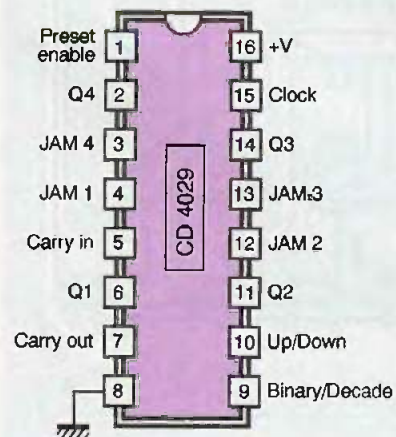 Preset
enable
1
16
+V
Q4
2
15
Clock
JAM 4
3
14
Q3
JAM 1
4
13
JAM 3
Carry in
5
12
JAM 2
Q1
6
11
Q2
Carry out
7
10
Up/Down
8
9
Binary/Decade
CD 4029